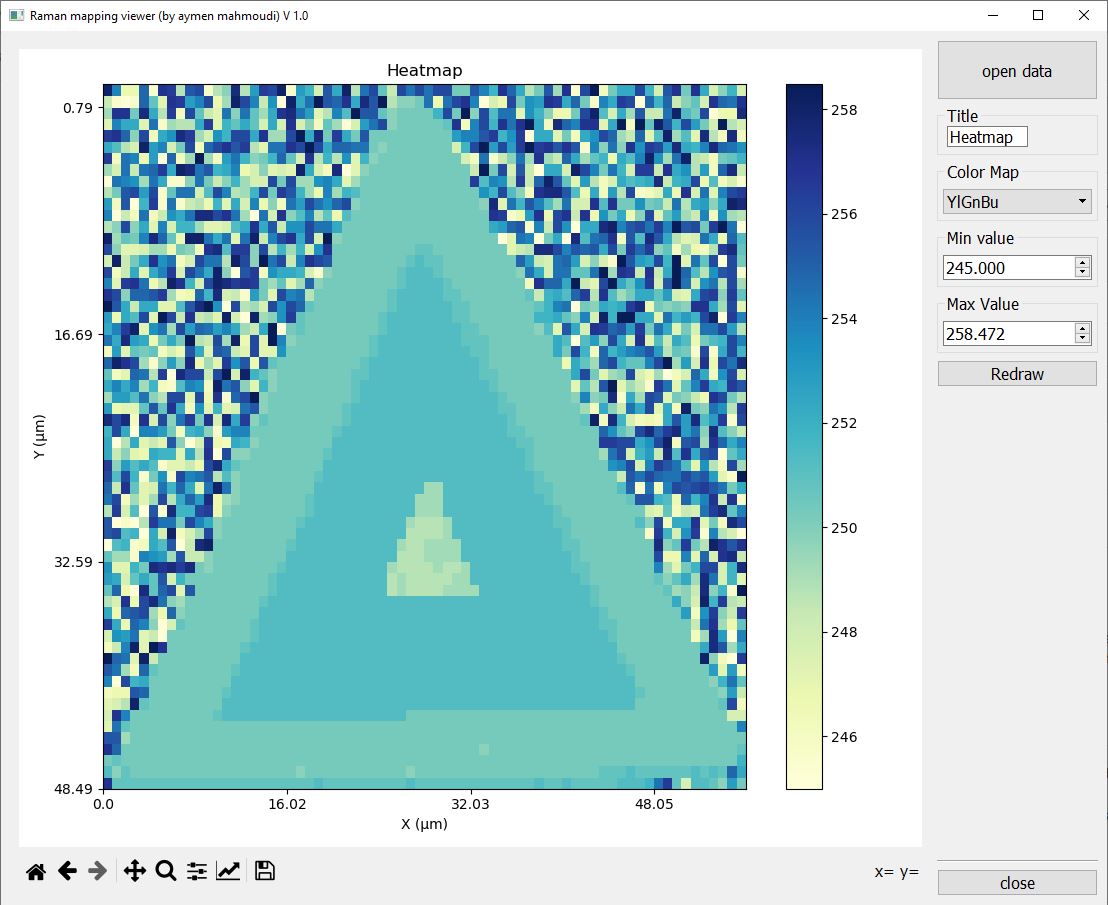 Raman mapping viewer (by aymen mahmoudi) V 1.0
Heatmap
0.79
16.69
32.59
48.49
Y (µm)
0.0 16.02 32.03 48.05
X (µm)
258
256
254
252
250
248
246
open data
Title
Heatmap
Color Map
YlGnBu
Min value
245.000
Max Value
258.472
Redraw
x= y=
close